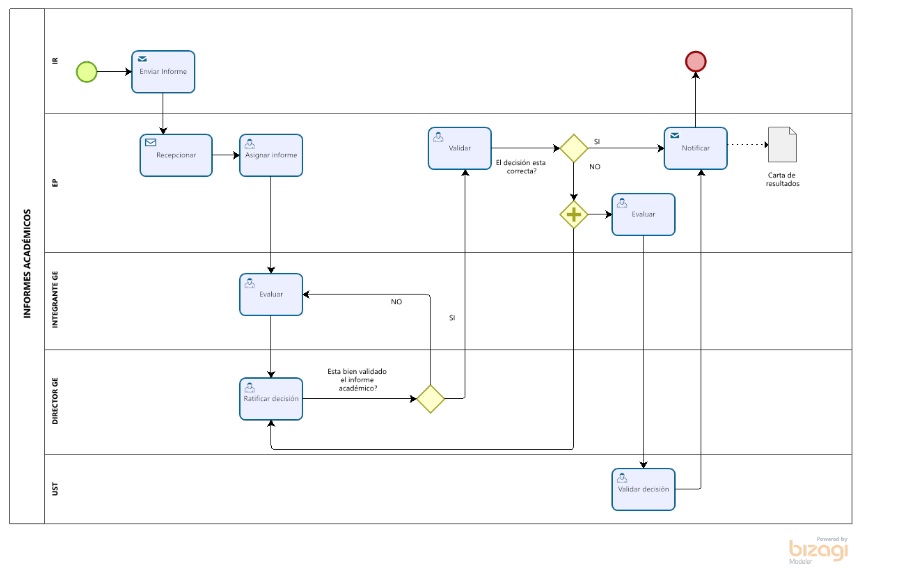 INFORMES ACADÉMICOS
IR
Enviar Informe
EP
Recepcionar
Asignar informe
Validar
El decisión esta
correcta?
SI
NO
Notificar
Carta de
resultados
Evaluar
INTEGRANTE GE
Evaluar
NO
SI
DIRECTOR GE
Ratificar decisión
Esta bien validado
el informe
académico?
UST
Validar decisión
Powered by
bizagi
Modeler